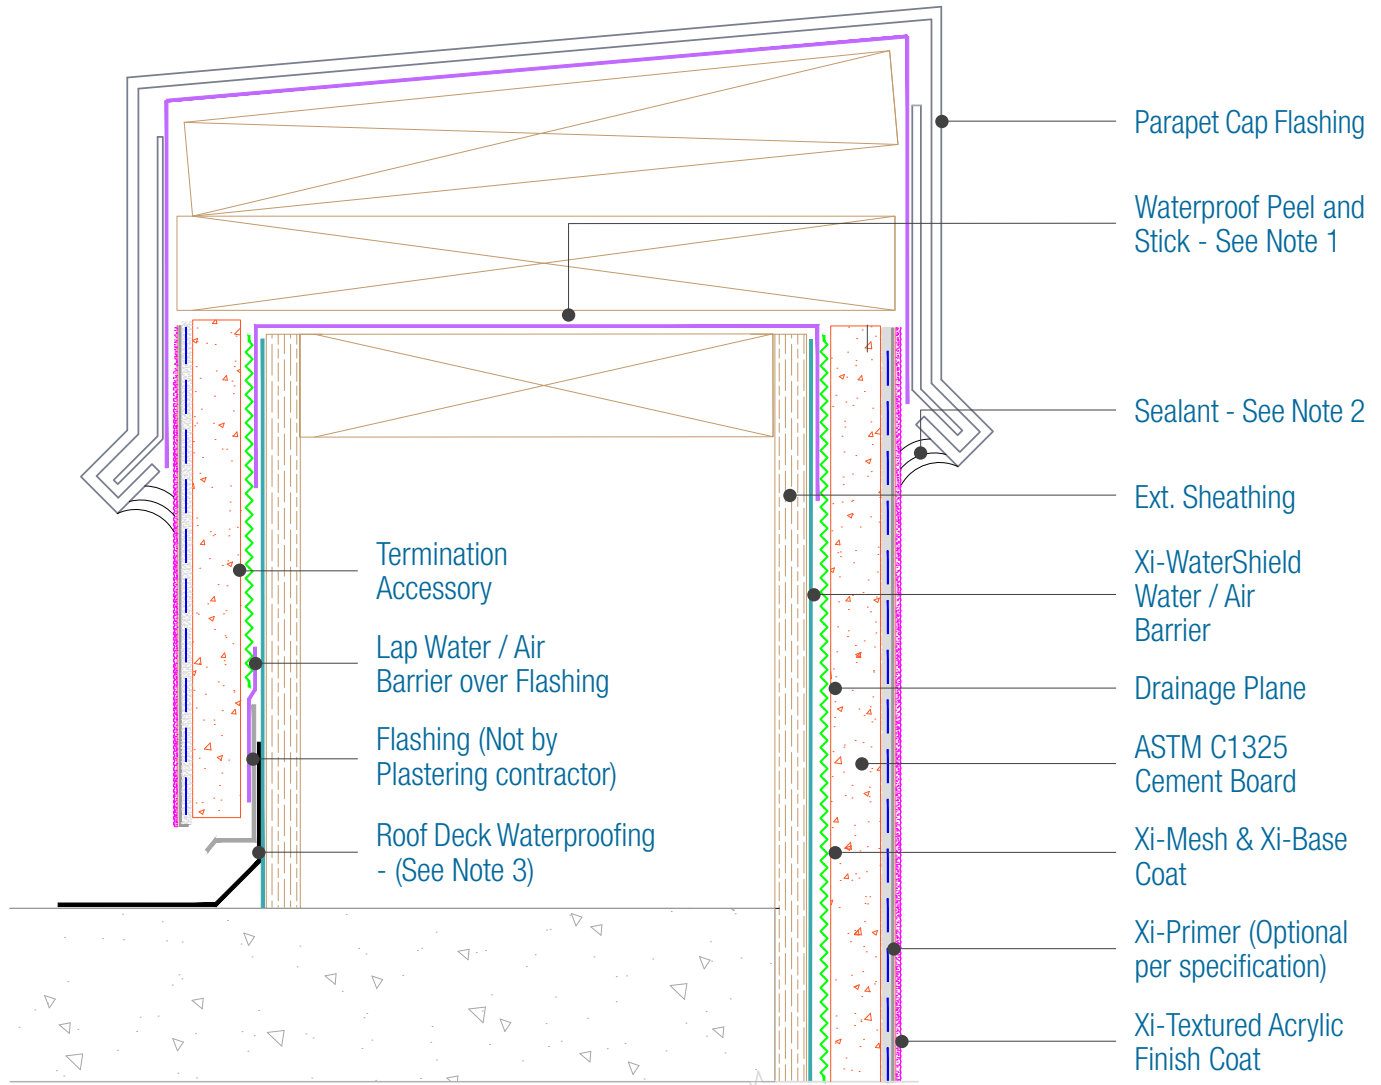 Parapet Cap Flashing
Waterproof Peel and
Stick - See Note 1
Sealant - See Note 2
Ext. Sheathing
Xi-WaterShield
Water / Air
Barrier
Drainage Plane
ASTM C1325
Cement Board
Xi-Mesh & Xi-Base
Coat
Xi-Primer (Optional
per specification)
Xi-Textured Acrylic
Finish Coat
Termination
Accessory
Lap Water / Air
Barrier over Flashing
Flashing (Not by
Plastering contractor)
Roof Deck Waterproofing
- (See Note 3)